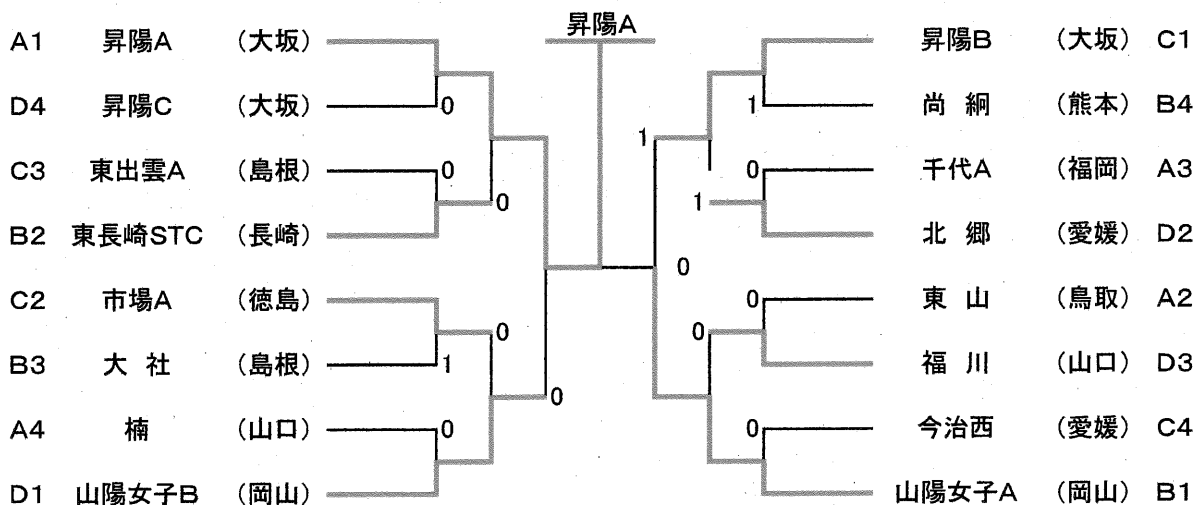 昇陽A
A1 昇陽A (大坂) 昇陽B (大坂) C1
D4 昇陽C (大坂) 0 1 尚絅 (熊本) B4
1
C3 東出雲A (島根) 0 0 千代A (福岡) A3
0 1
B2 東長崎STC (長崎) 北郷 (愛媛) D2
0
C2 市場A (徳島) 0 東山 (鳥取) A2
0 0
B3 大社 (島根) 1 福川 (山口) D3
0
A4 楠 (山口) 0 0 今治西 (愛媛) C4
D1 山陽女子B (岡山) 山陽女子A (岡山) B1